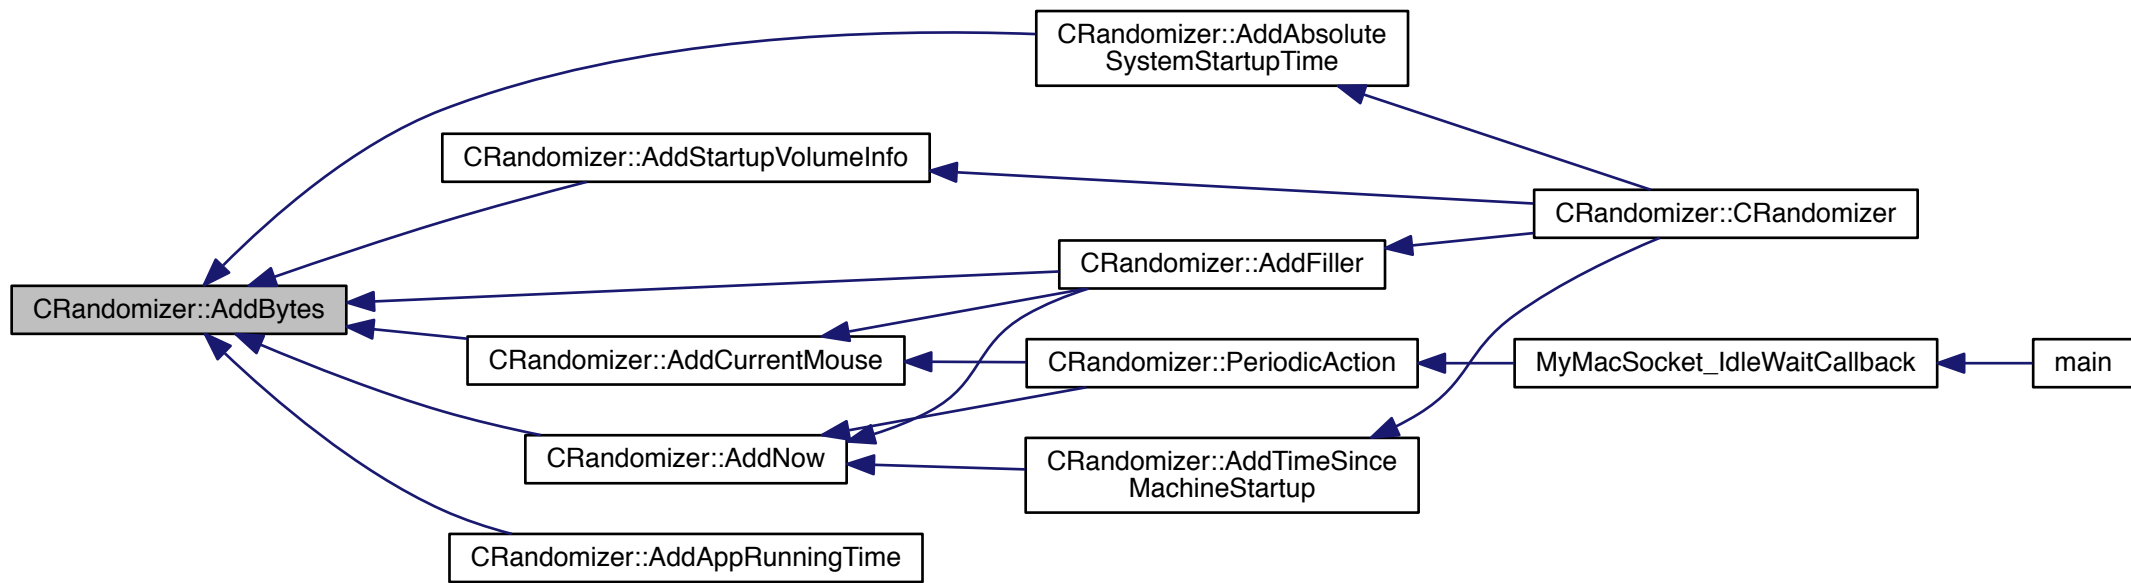 CRandomizer::AddAbsolute
SystemStartupTime
CRandomizer::AddStartupVolumeInfo
CRandomizer::CRandomizer
CRandomizer::AddFiller
CRandomizer::AddBytes
CRandomizer::AddCurrentMouse
CRandomizer::PeriodicAction
MyMacSocket_IdleWaitCallback
main
CRandomizer::AddNow
CRandomizer::AddTimeSince
MachineStartup
CRandomizer::AddAppRunningTime